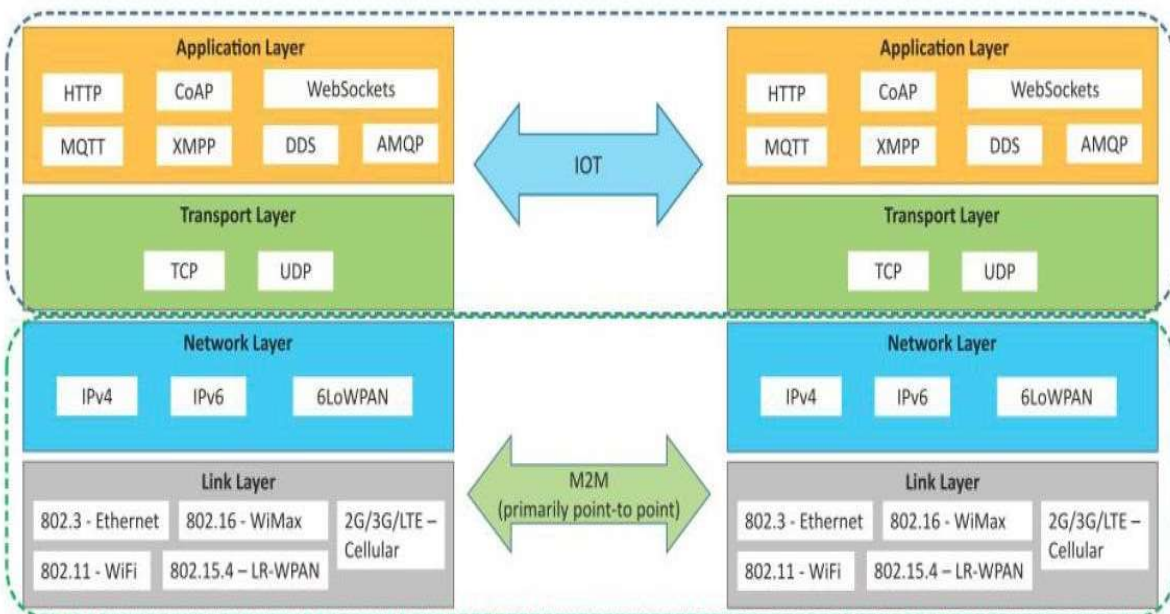 Application Layer
HTTP CoAP WebSockets
MQTT XMPP DDS AMQP
Transport Layer
TCP UDP
Network Layer
IPv4 IPv6 6LoWPAN
Link Layer
802.3 - Ethernet 802.16 - WiMax 2G/3G/LTE –
Cellular
802.11 - WiFi 802.15.4 – LR-WPAN
IOT
M2M
(primarily point-to point)
Application Layer
HTTP CoAP WebSockets
MQTT XMPP DDS AMQP
Transport Layer
TCP UDP
Network Layer
IPv4 IPv6 6LoWPAN
Link Layer
802.3 - Ethernet 802.16 - WiMax 2G/3G/LTE –
Cellular
802.11 - WiFi 802.15.4 – LR-WPAN